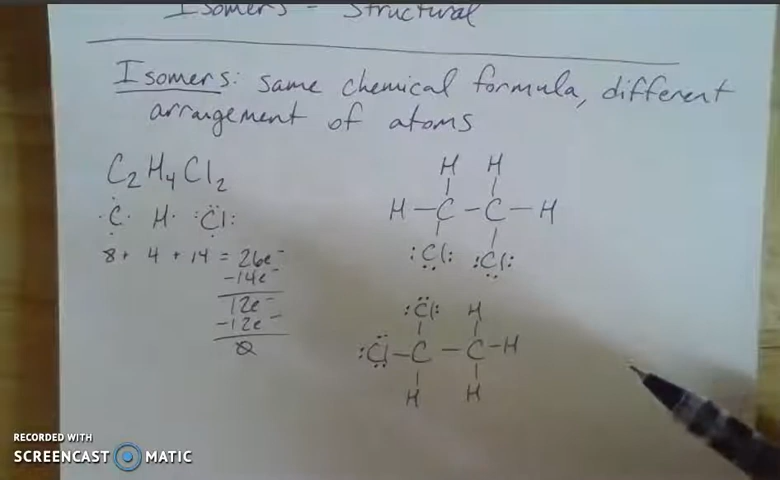 Isomers - Structural
Isomers: same chemical formula, different
arrangement of atoms
C2H4Cl2
·C· H· :Cl:
8 + 4 + 14 = 26e-
-14e-
12e-
-12e-
0
H H
H - C - C - H
:Cl: :Cl:
:Cl: H
:Cl - C - C - H
H H
RECORDED WITH
SCREENCAST MATIC